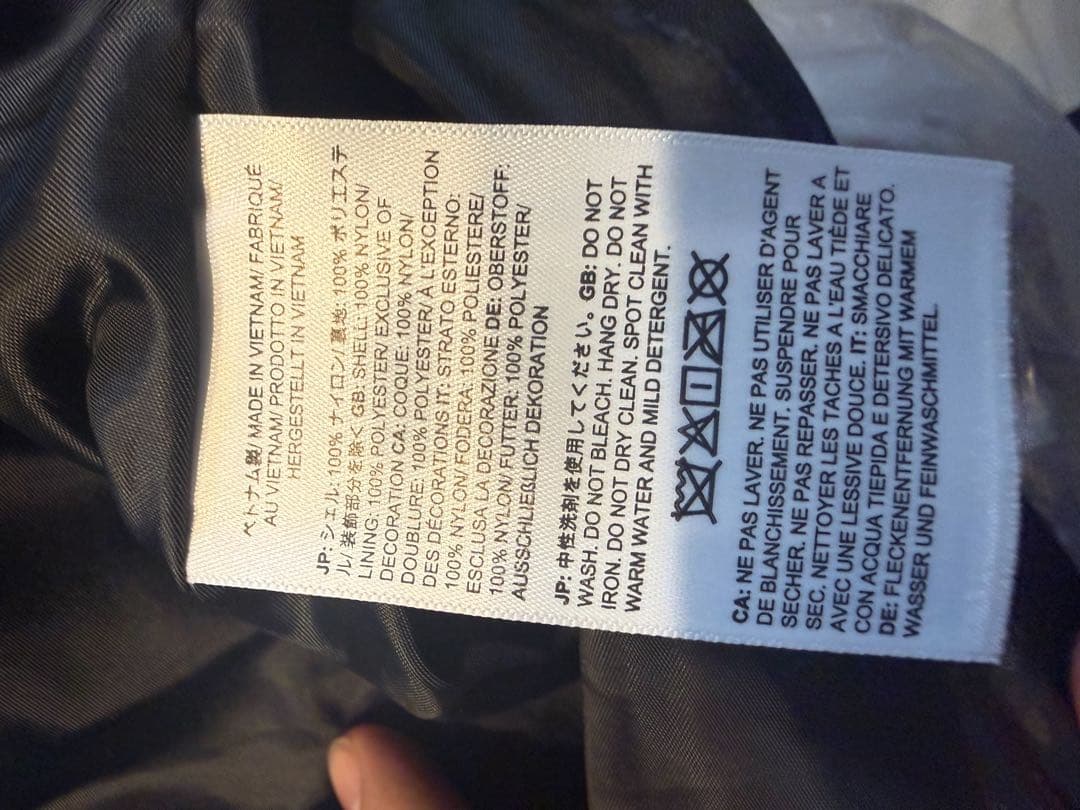 ベトナム製/ MADE IN VIETNAM/ FABRIQUÉ
AU VIETNAM/ PRODOTTO IN VIETNAM/
HERGESTELLT IN VIETNAM
JP: シェル, 100% ナイロン/ 裏地: 100% ポリエステ
ル/ 装飾部分を除く GB: SHELL: 100% NYLON/
LINING: 100% POLYESTER/ EXCLUSIVE OF
DECORATION CA: COQUE: 100% NYLON/
DOUBLURE: 100% POLYESTER/ À L'EXCEPTION
DES DÉCORATIONS IT: STRATO ESTERNO:
100% NYLON/ FODERA: 100% POLIESTERE/
ESCLUSA LA DECORAZIONE DE: OBERSTOFF:
100% NYLON/ FUTTER: 100% POLYESTER/
AUSSCHLIEßLICH DEKORATION
JP: 中性洗剤を使用してください。GB: DO NOT
WASH. DO NOT BLEACH. HANG DRY. DO NOT
IRON. DO NOT DRY CLEAN. SPOT CLEAN WITH
WARM WATER AND MILD DETERGENT.
CA: NE PAS LAVER. NE PAS UTILISER D'AGENT
DE BLANCHISSEMENT. SUSPENDRE POUR
SECHER. NE PAS REPASSER. NE PAS LAVER A
SEC. NETTOYER LES TACHES A L'EAU TIÈDE ET
AVEC UNE LESSIVE DOUCE. IT: SMACCHIARE
CON ACQUA TIEPIDA E DETERSIVO DELICATO.
DE: FLECKENENTFERNUNG MIT WARMEM
WASSER UND FEINWASCHMITTEL.